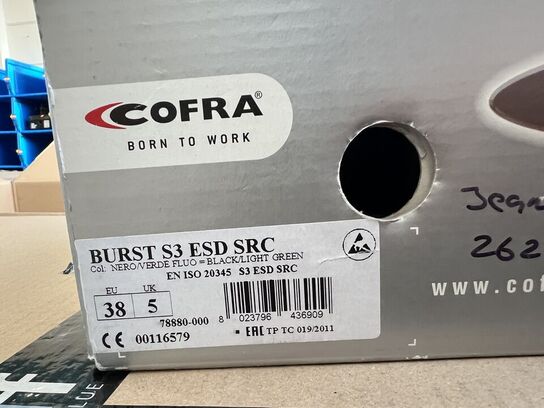 COFRA®
BORN TO WORK
BURST S3 ESD SRC
Col: NERO/VERDE FLUO = BLACK/LIGHT GREEN
EN ISO 20345 S3 ESD SRC
EU UK
38 5
78880-000 8 023796 436909
CE 00116579 EAC TP TC 019/2011
262
www.cof
LUE